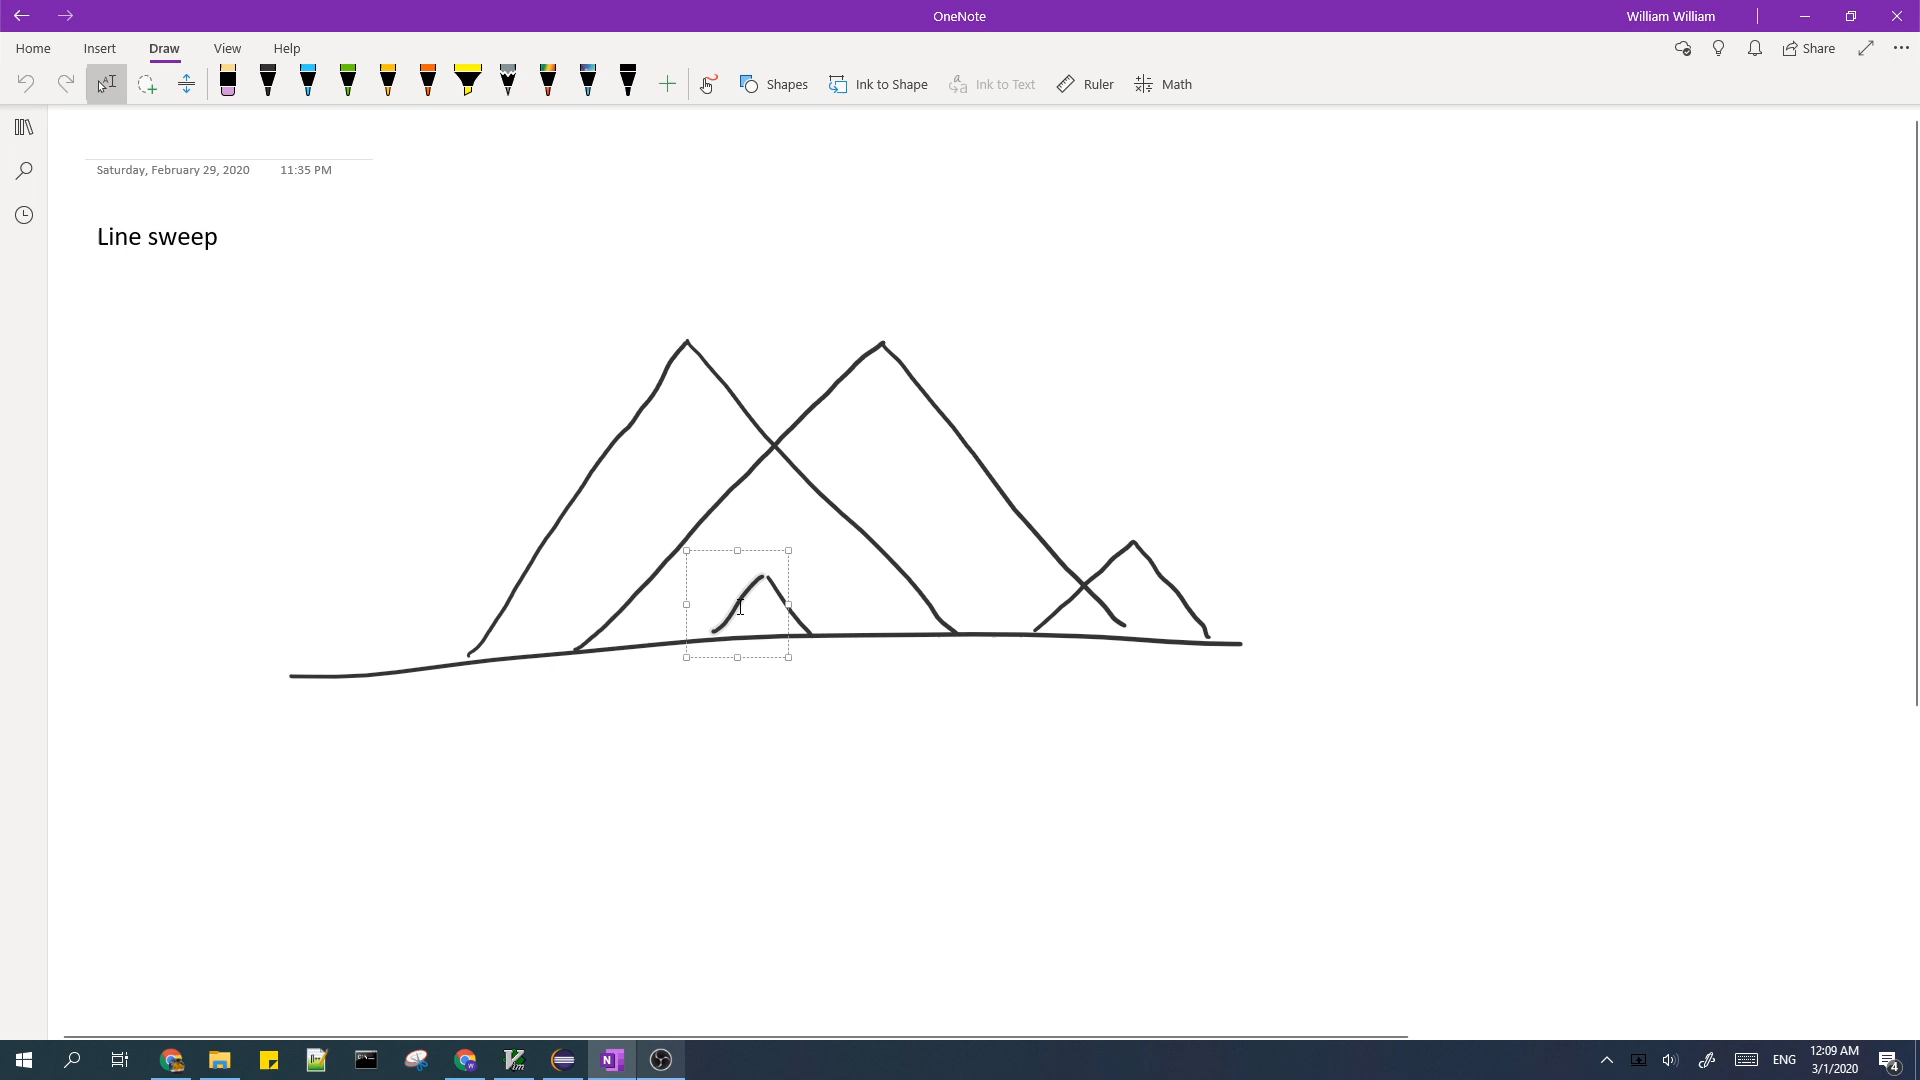 OneNote
William William
Home Insert Draw View Help
Share
Shapes Ink to Shape Ink to Text Ruler Math
Saturday, February 29, 2020 11:35 PM
Line sweep
ENG
12:09 AM
3/1/2020
4